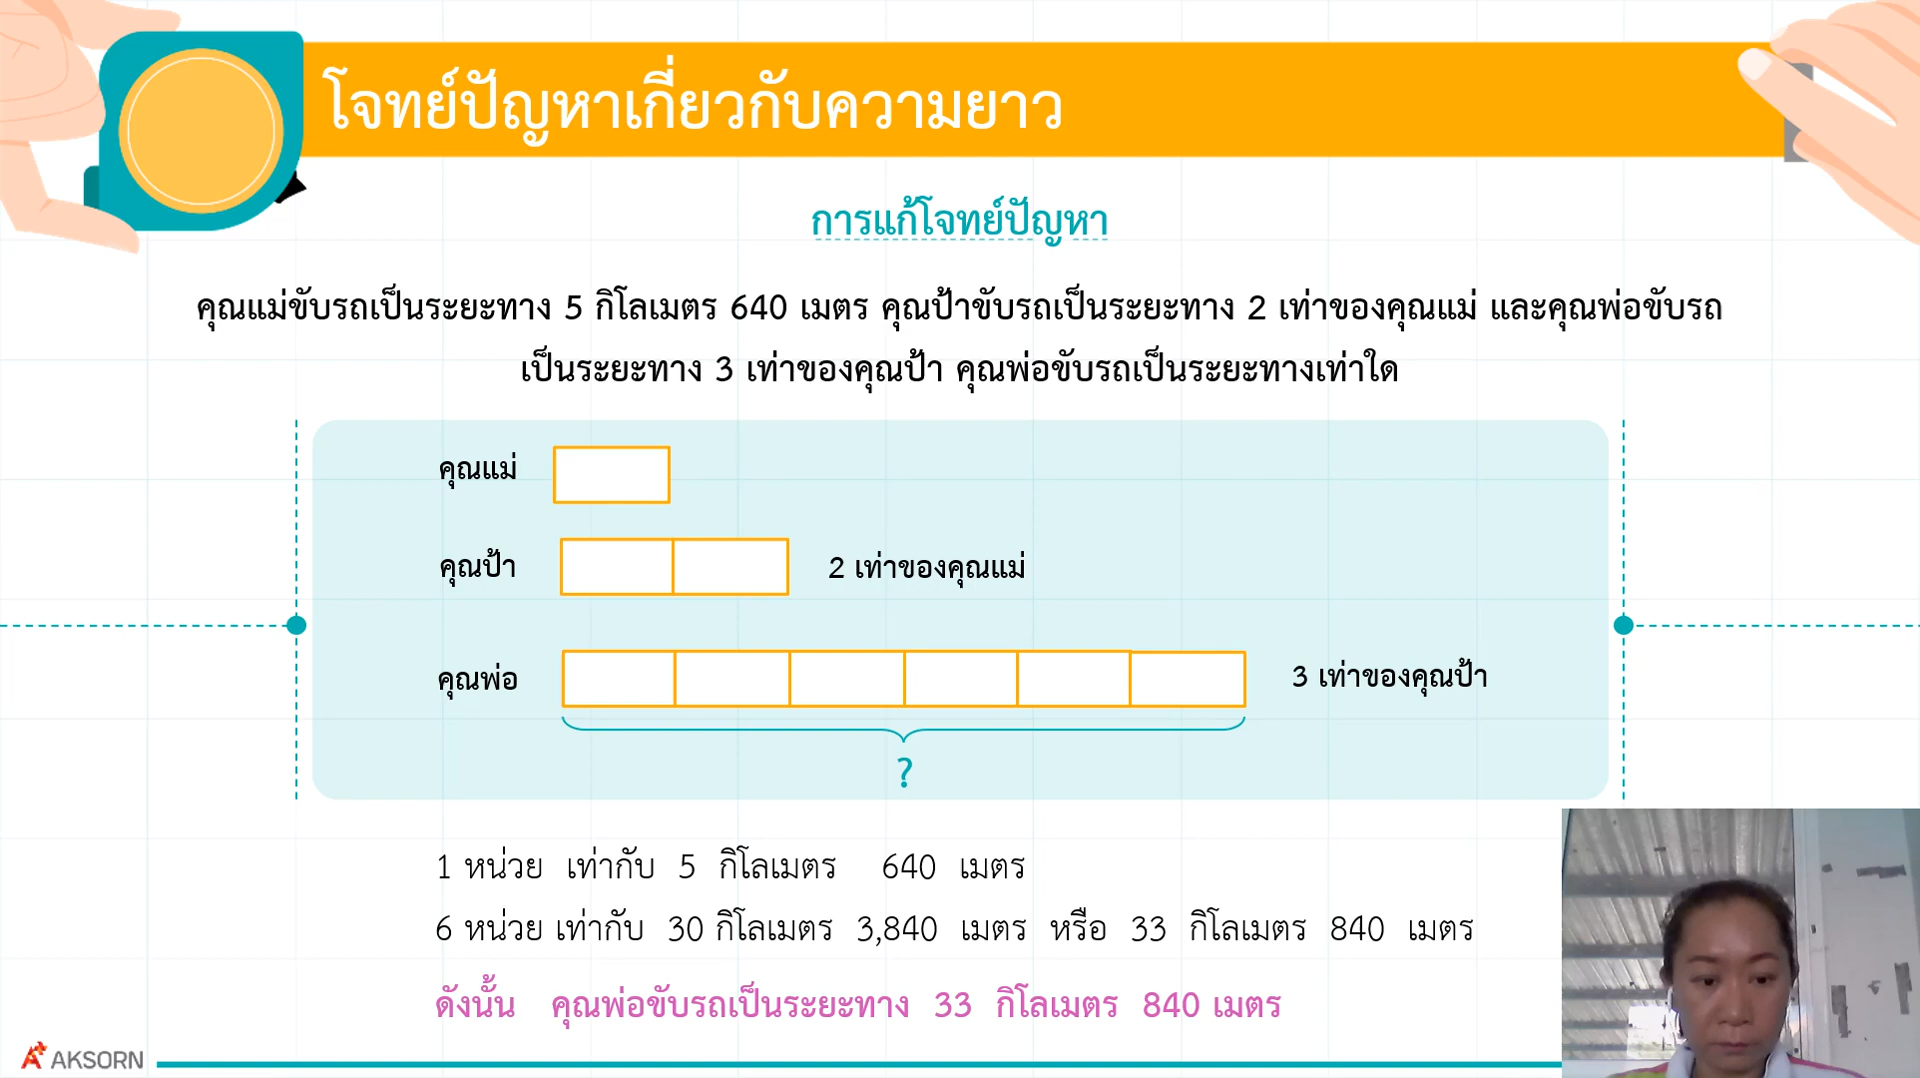 โจทย์ปัญหาเกี่ยวกับความยาว
การแก้โจทย์ปัญหา
คุณแม่ขับรถเป็นระยะทาง 5 กิโลเมตร 640 เมตร คุณป้าขับรถเป็นระยะทาง 2 เท่าของคุณแม่ และคุณพ่อขับรถ
เป็นระยะทาง 3 เท่าของคุณป้า คุณพ่อขับรถเป็นระยะทางเท่าใด
คุณแม่
คุณป้า 2 เท่าของคุณแม่
คุณพ่อ 3 เท่าของคุณป้า
?
1 หน่วย เท่ากับ 5 กิโลเมตร 640 เมตร
6 หน่วย เท่ากับ 30 กิโลเมตร 3,840 เมตร หรือ 33 กิโลเมตร 840 เมตร
ดังนั้น คุณพ่อขับรถเป็นระยะทาง 33 กิโลเมตร 840 เมตร
AKSORN